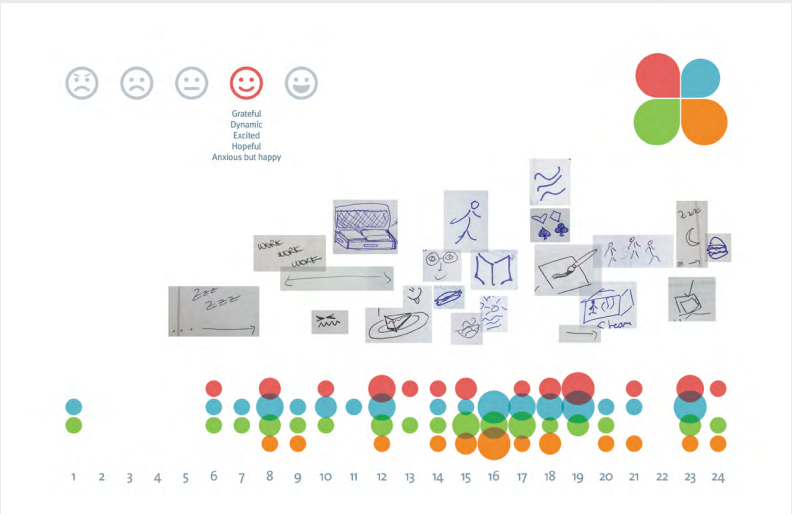 Grateful
Dynamic
Excited
Hopeful
Anxious but happy
WORK
WORK
WORK
zzz
zzz
zzz
Steam
1 2 3 4 5 6 7 8 9 10 11 12 13 14 15 16 17 18 19 20 21 22 23 24